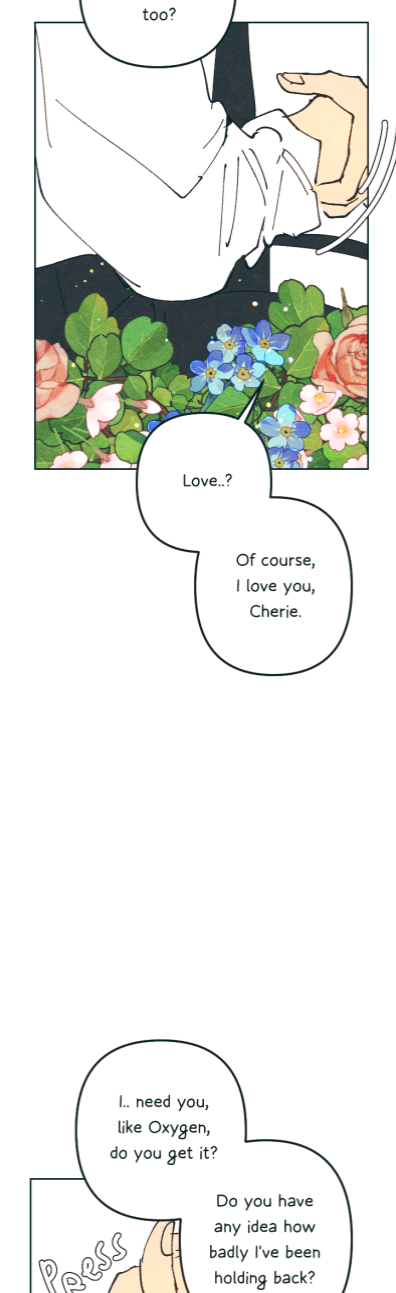 too?
Love..?
Of course,
I love you,
Cherie.
I.. need you,
like Oxygen,
do you get it?
Do you have
any idea how
badly I've been
holding back?
PRESS